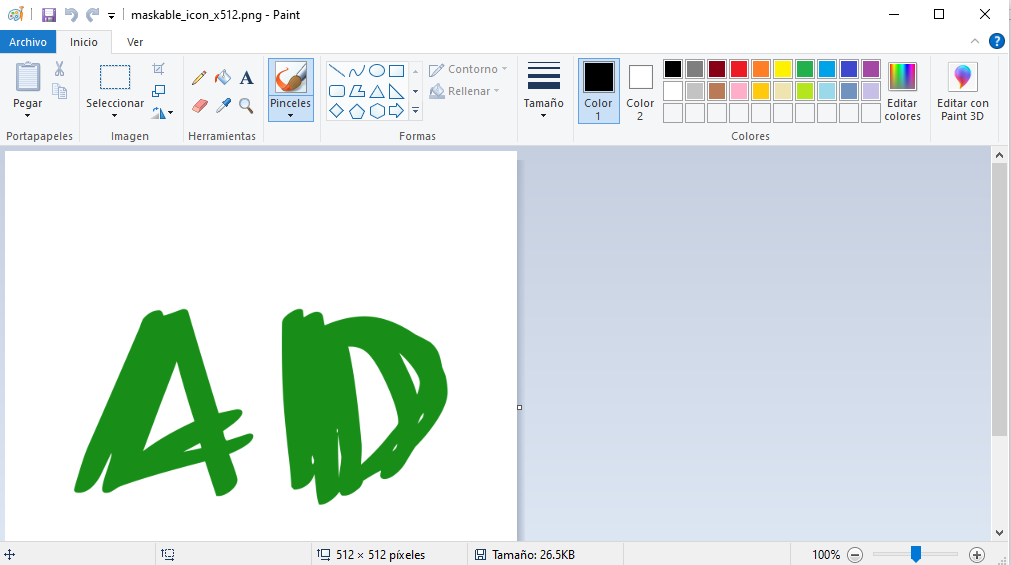 maskable_icon_x512.png - Paint
Archivo Inicio Ver
Pegar
Portapapeles
Seleccionar
Imagen
A
Herramientas
Pinceles
Contorno
Rellenar
Formas
Tamaño
Color 1
Color 2
Editar colores
Colores
Editar con Paint 3D
?
AD
512 × 512 píxeles
Tamaño: 26.5KB
100%